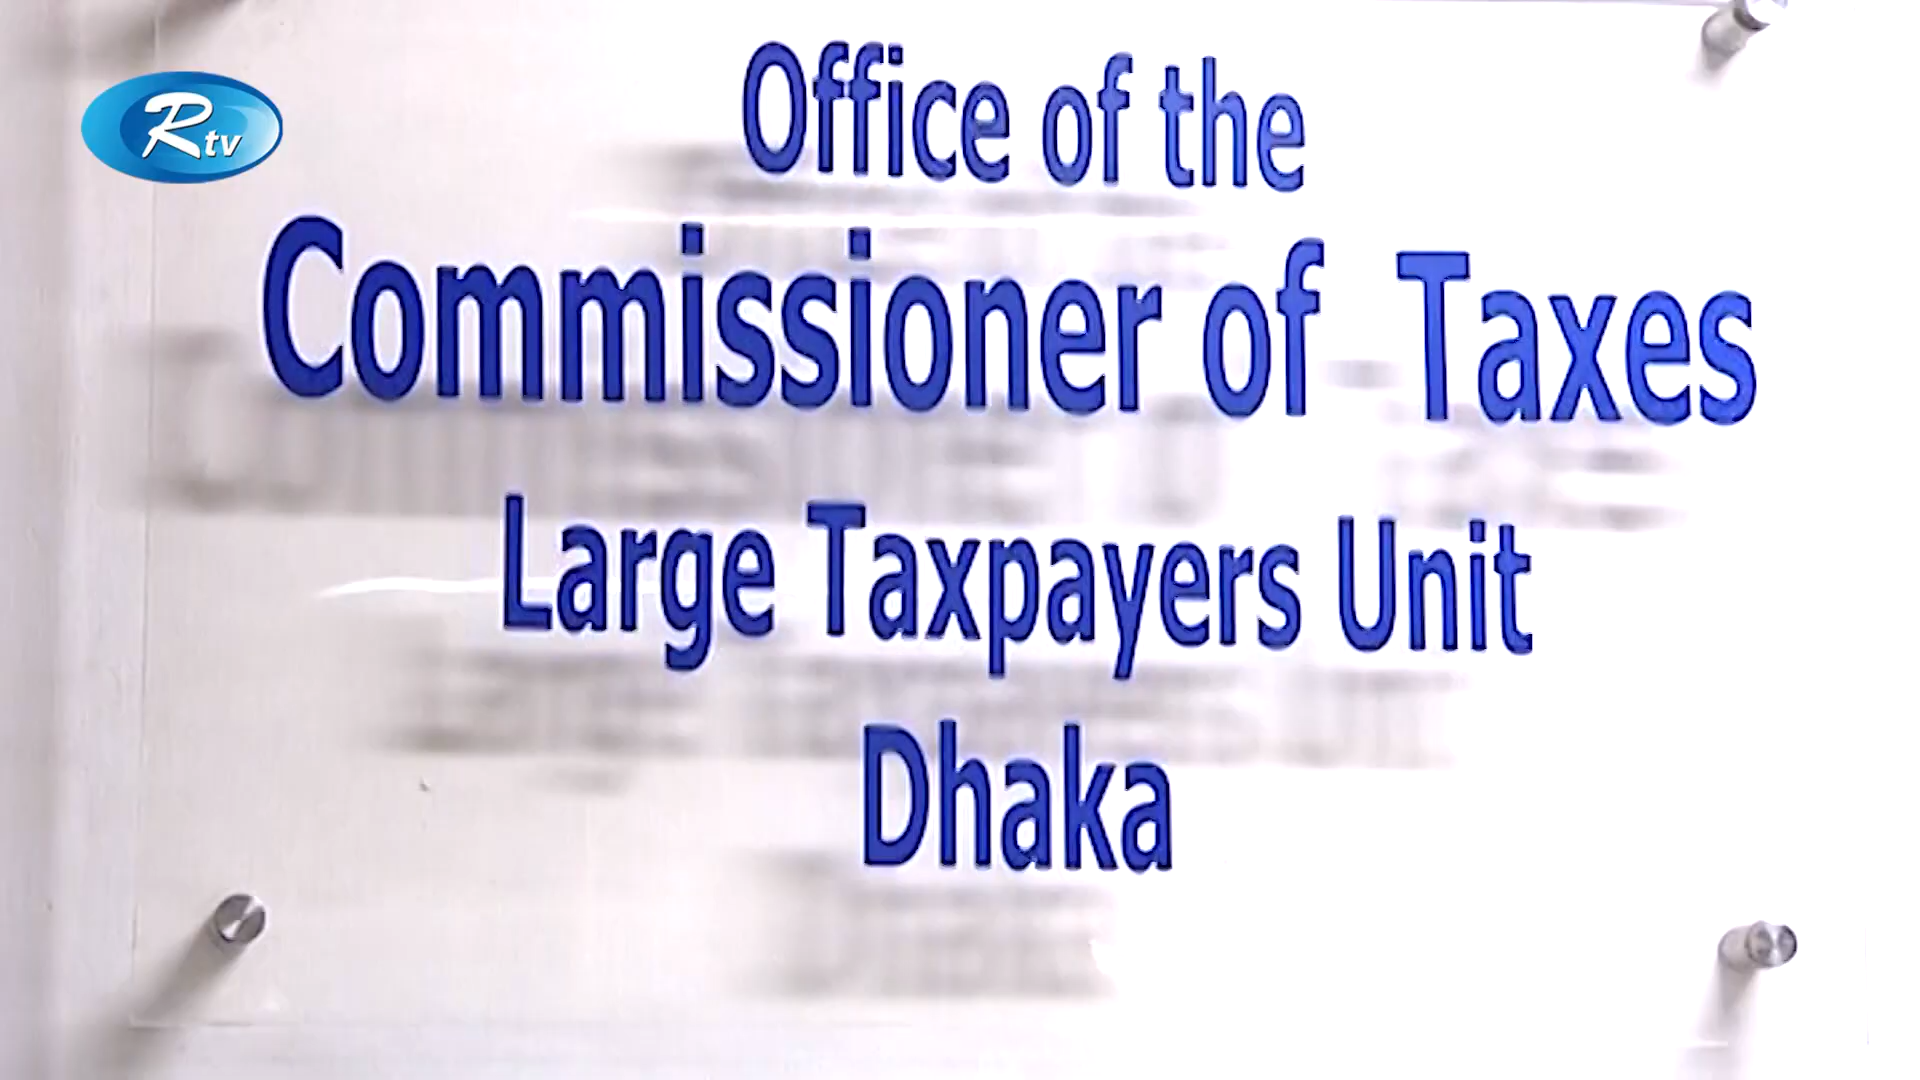 Rtv
Office of the
Commissioner of Taxes
Large Taxpayers Unit
Dhaka